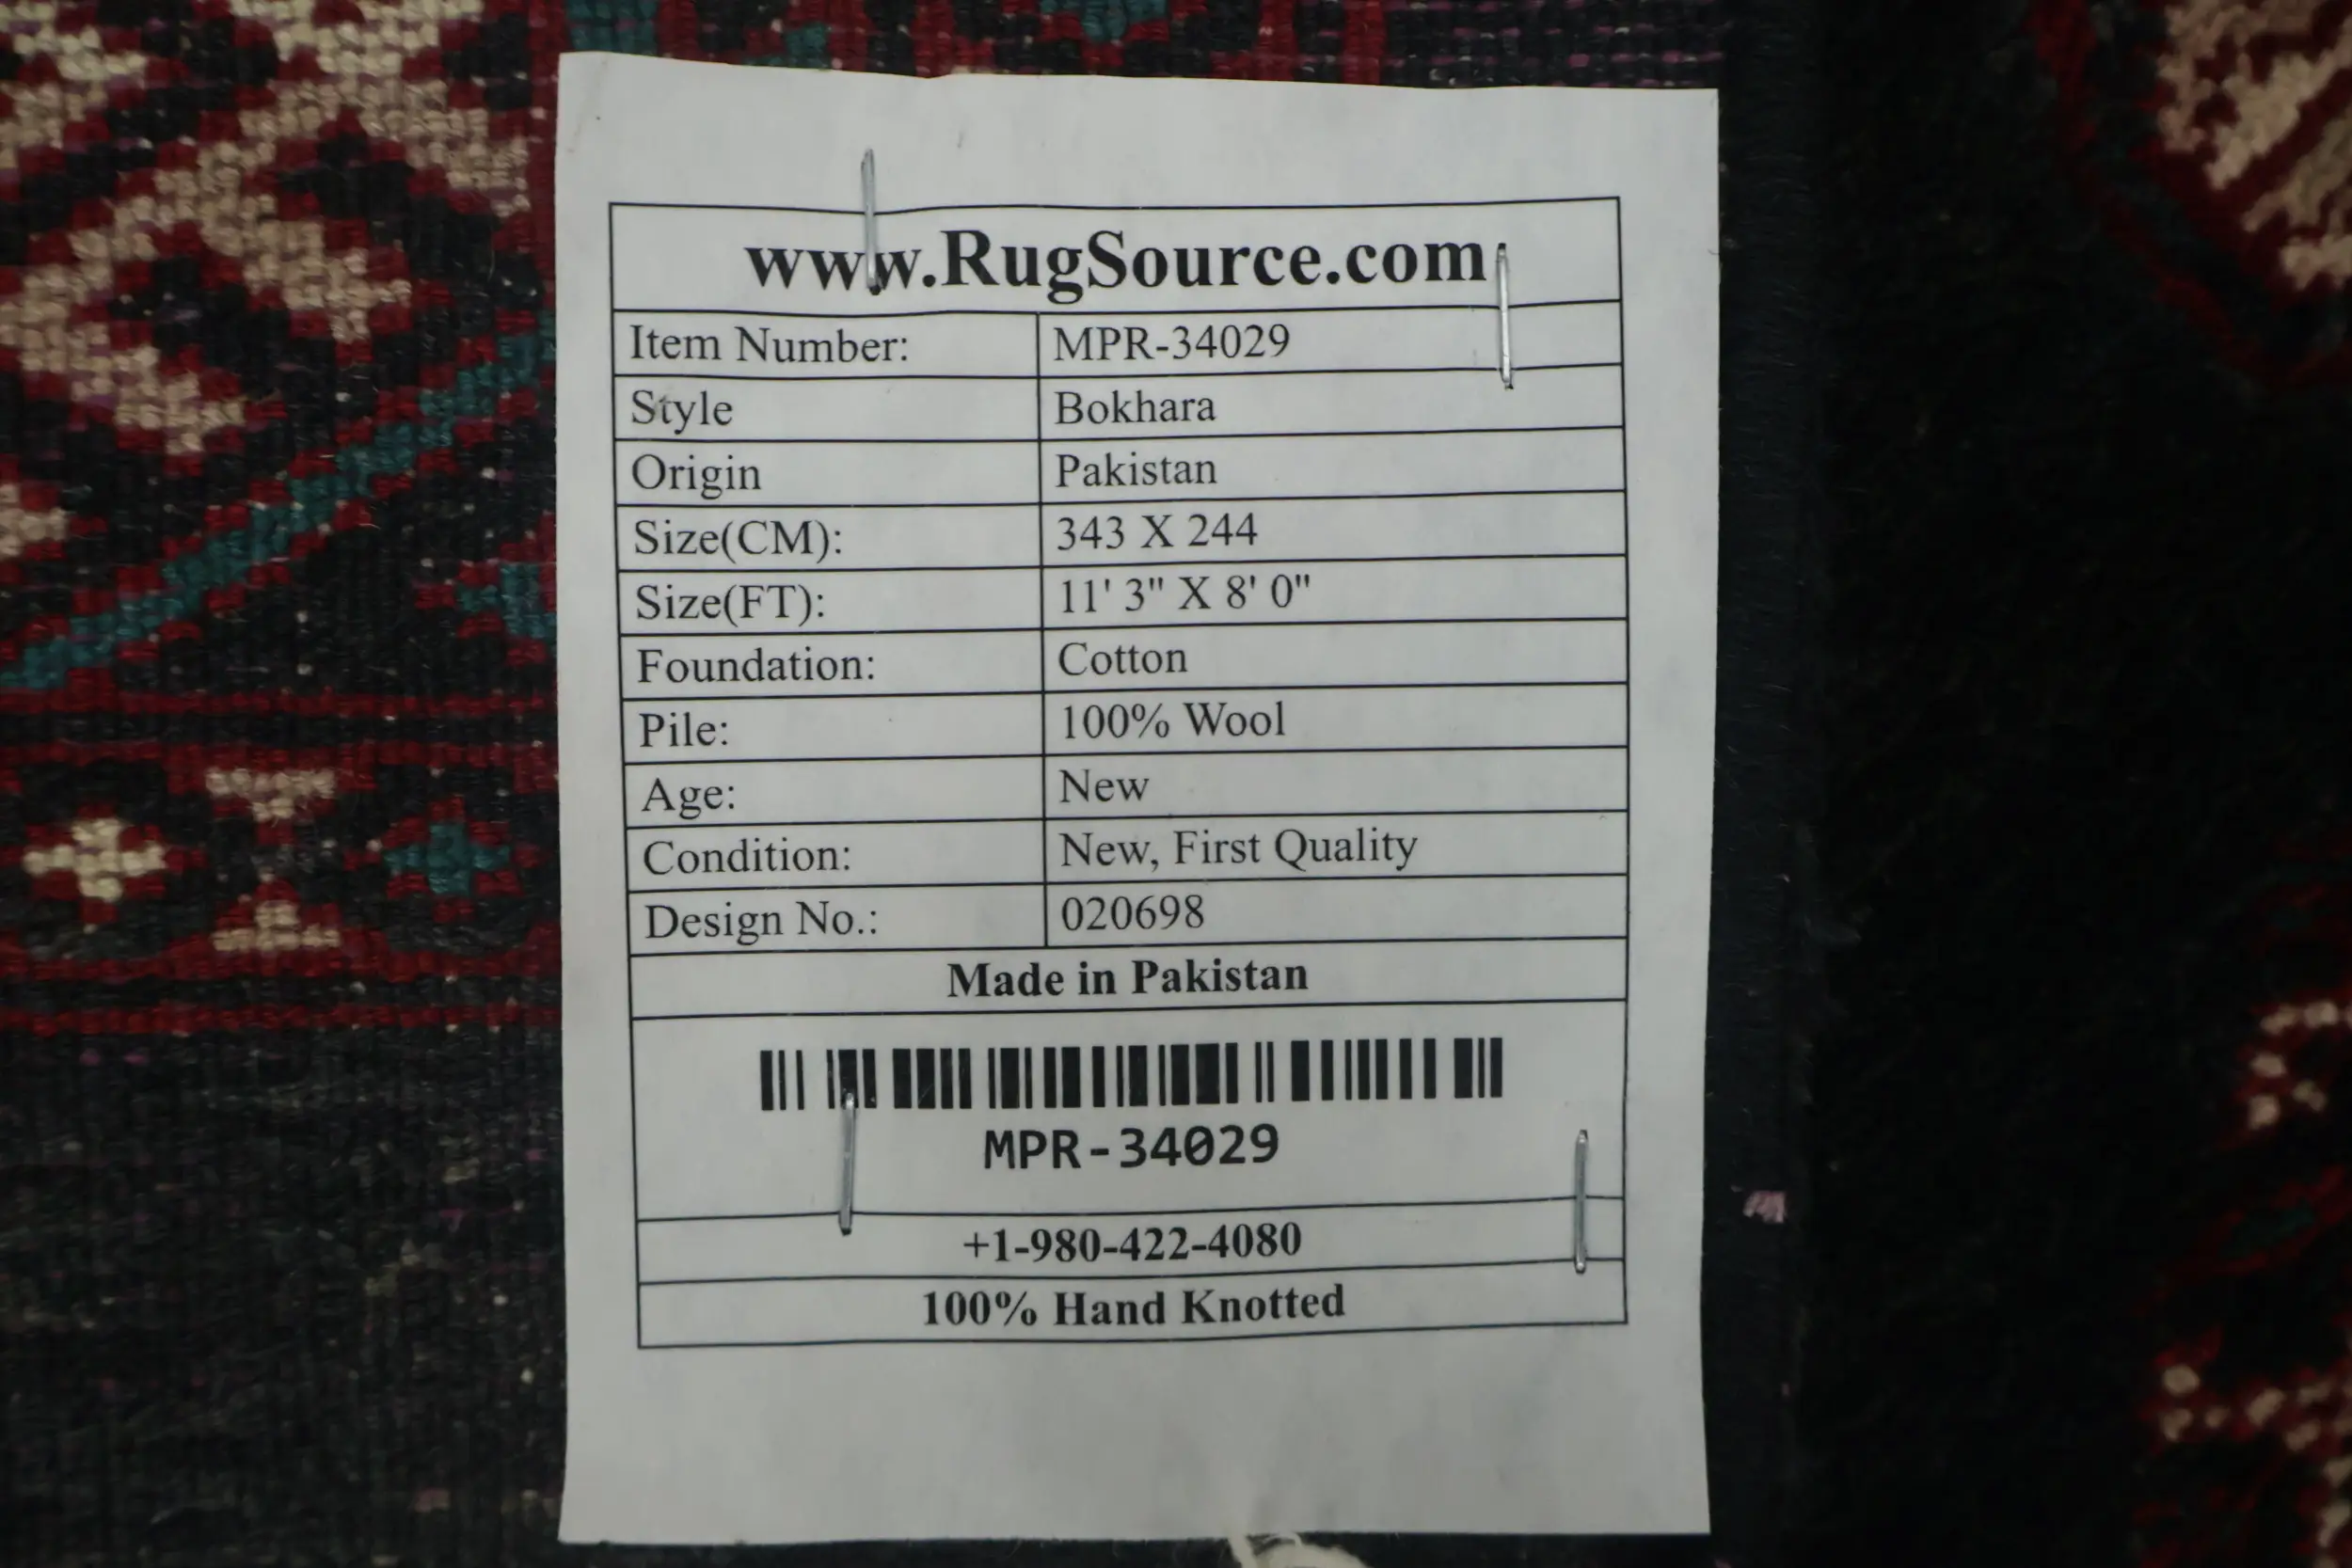 www.RugSource.com
Item Number: MPR-34029
Style Bokhara
Origin Pakistan
Size(CM): 343 X 244
Size(FT): 11' 3" X 8' 0"
Foundation: Cotton
Pile: 100% Wool
Age: New
Condition: New, First Quality
Design No.: 020698
Made in Pakistan
MPR-34029
+1-980-422-4080
100% Hand Knotted